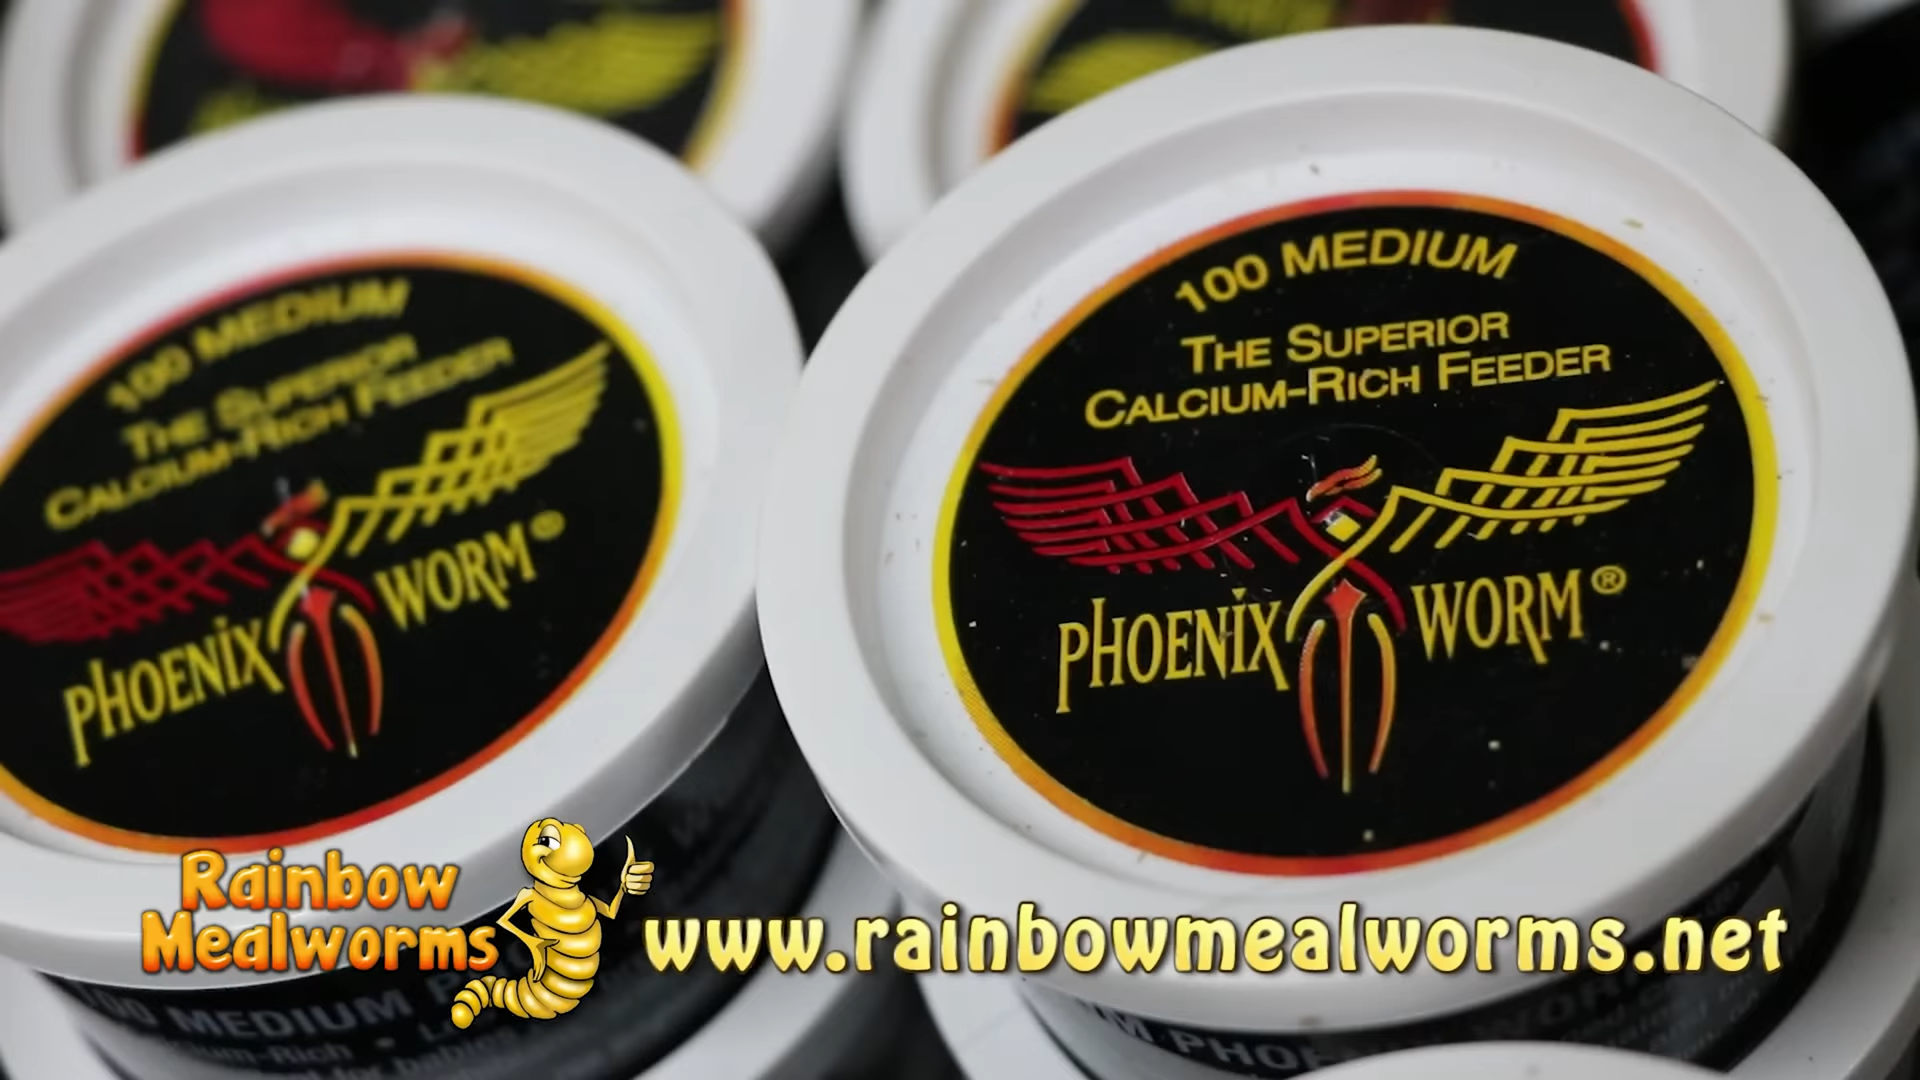 100 MEDIUM
THE SUPERIOR
CALCIUM-RICH FEEDER
PHOENIX WORM®
100 MEDIUM
THE SUPERIOR
CALCIUM-RICH FEEDER
PHOENIX WORM®
Rainbow
Mealworms
www.rainbowmealworms.net
100 MEDIUM